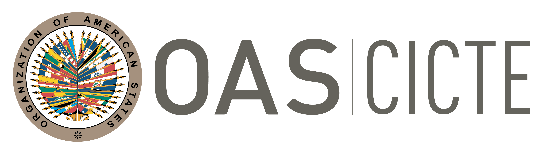 ORGANIZATION OF AMERICAN STATES
OAS CICTE